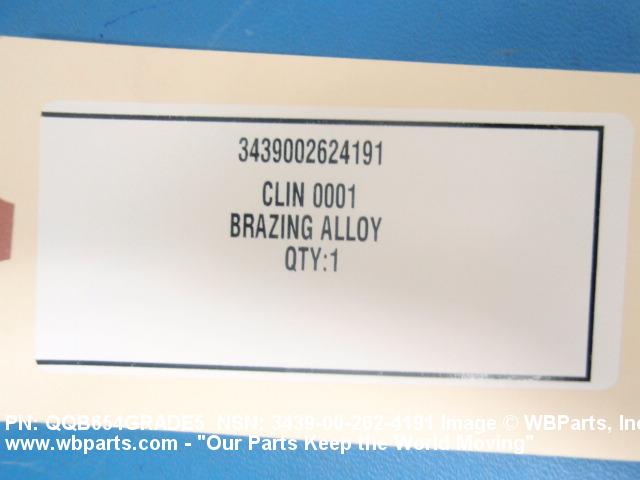 3439002624191
CLIN 0001
BRAZING ALLOY
QTY:1
PN: QQB654GRADE5 NSN: 3439-00-262-4191 Image © WBParts, Inc
www.wbparts.com - "Our Parts Keep the World Moving"